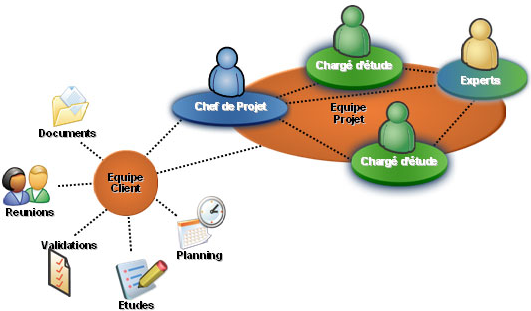 Chargé d'étude
Experts
Chef de Projet
Equipe
Projet
Documents
Chargé d'étude
Equipe
Client
Reunions
Validations
Planning
Etudes